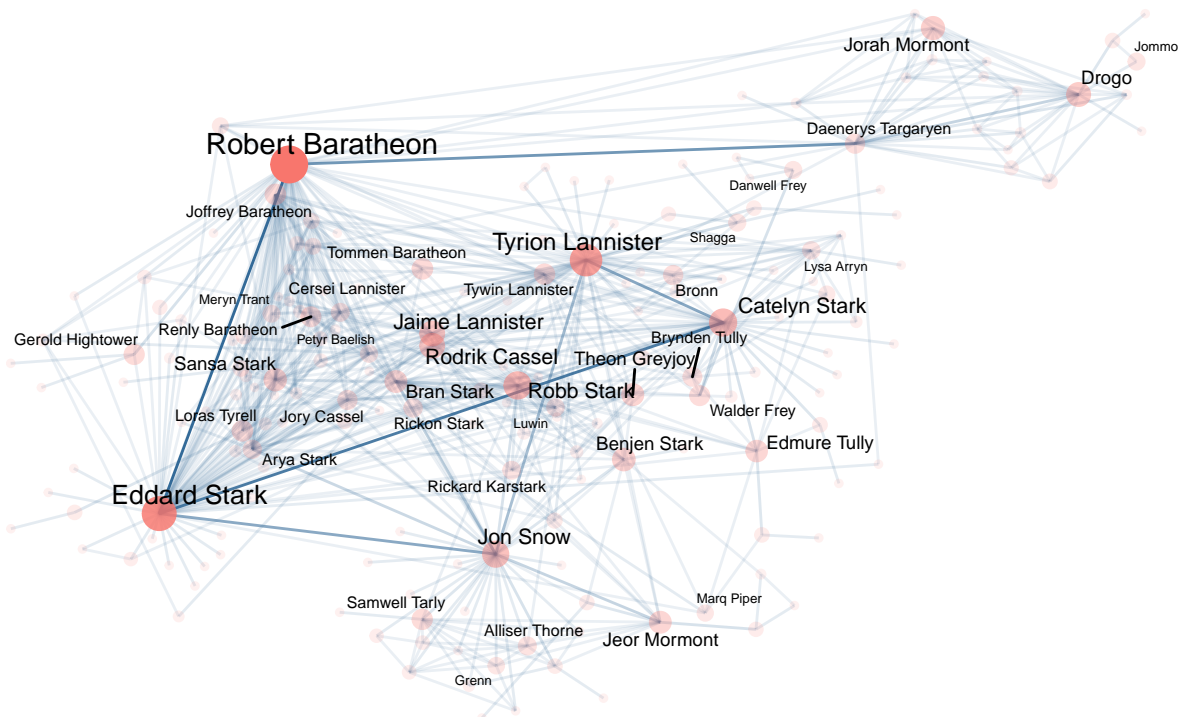 Jorah Mormont
Jommo
Drogo
Daenerys Targaryen
Robert Baratheon
Danwell Frey
Joffrey Baratheon
Shagga
Tyrion Lannister
Tommen Baratheon
Lysa Arryn
Cersei Lannister
Tywin Lannister
Bronn
Meryn Trant
Catelyn Stark
Jaime Lannister
Renly Baratheon
Gerold Hightower
Petyr Baelish
Brynden Tully
Rodrik Cassel
Theon Greyjoy
Sansa Stark
Bran Stark
Robb Stark
Walder Frey
Loras Tyrell
Jory Cassel
Rickon Stark
Luwin
Benjen Stark
Edmure Tully
Arya Stark
Rickard Karstark
Eddard Stark
Jon Snow
Marq Piper
Samwell Tarly
Alliser Thorne
Jeor Mormont
Grenn